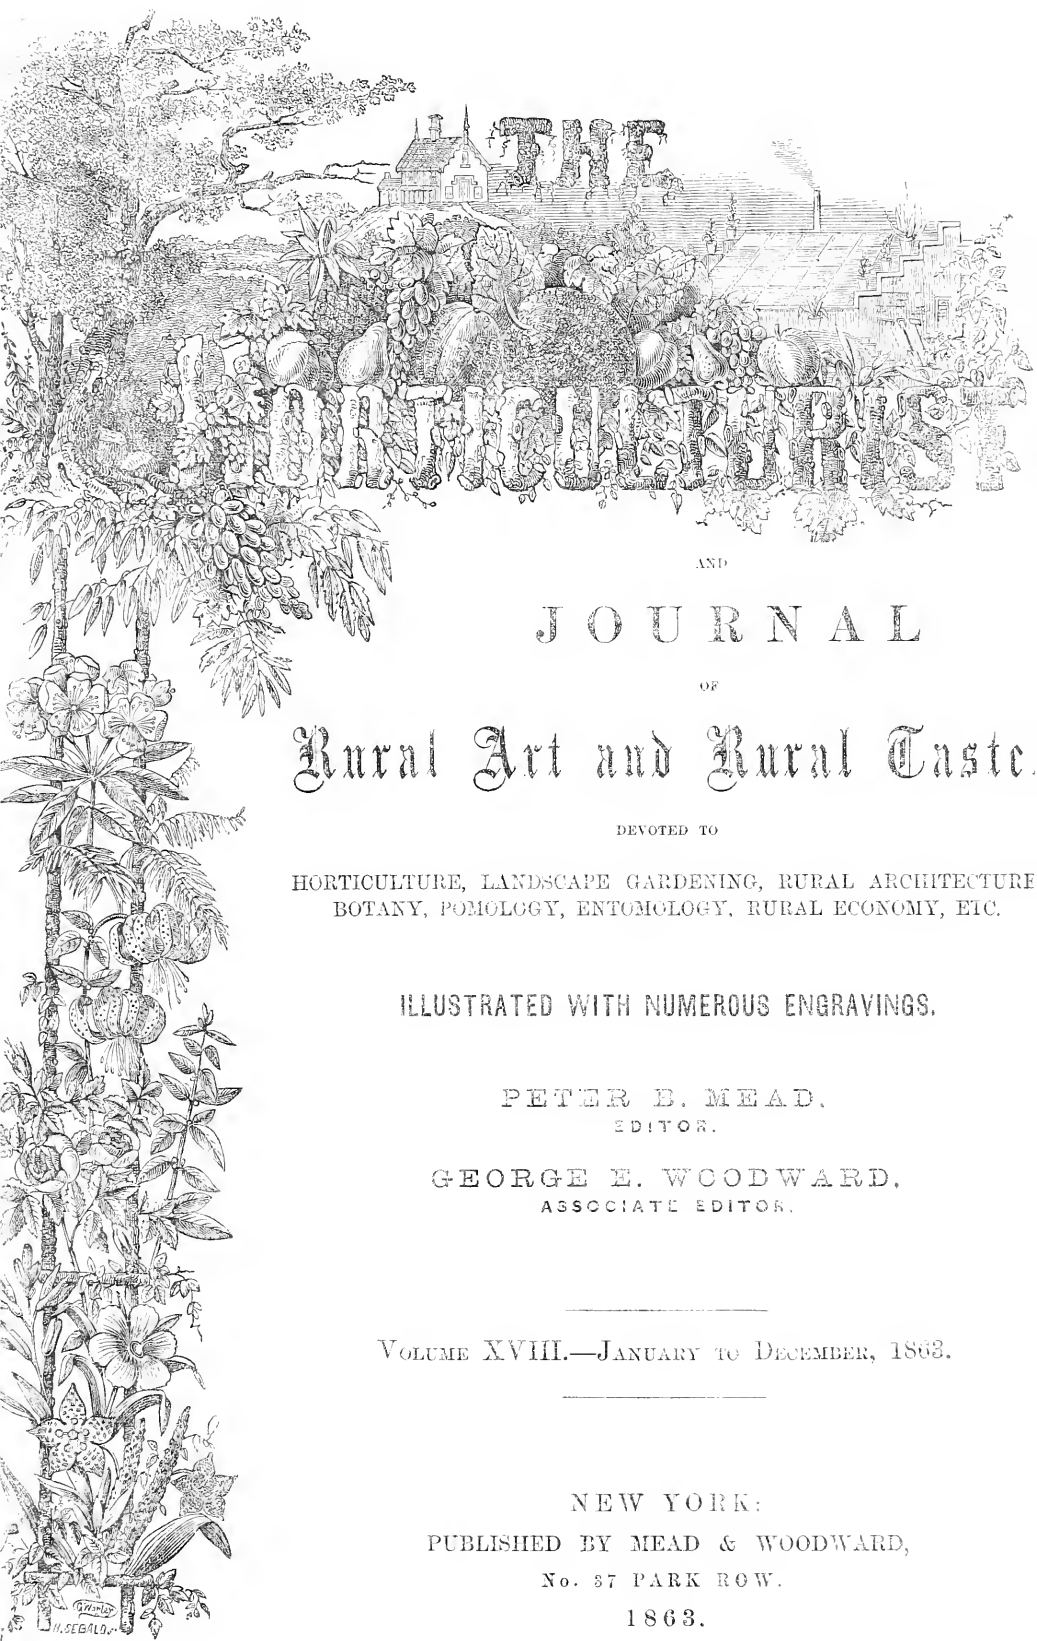 THE
HORTICULTURIST
AND
JOURNAL
OF
Rural Art and Rural Taste.
DEVOTED TO
HORTICULTURE, LANDSCAPE GARDENING, RURAL ARCHITECTURE
BOTANY, POMOLOGY, ENTOMOLOGY, RURAL ECONOMY, ETC.
ILLUSTRATED WITH NUMEROUS ENGRAVINGS.
PETER B. MEAD,
EDITOR.
GEORGE E. WOODWARD,
ASSOCIATE EDITOR.
VOLUME XVIII.—JANUARY TO DECEMBER, 1863.
NEW YORK:
PUBLISHED BY MEAD & WOODWARD,
No. 37 PARK ROW.
1863.
N. SEBALD